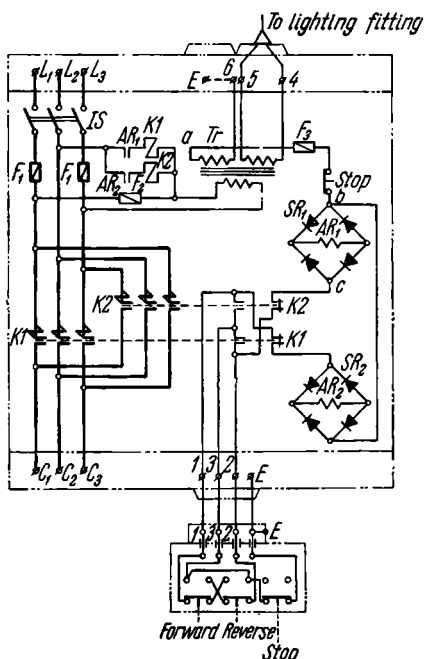 To lighting fitting
L₁ L₂ L₃
E 6 5 4
IS
AR₁ K1
K2
a Tr
F₃
F₁ F₁
AR₂ F₂
Stop
b
SR₁
AR₁
c
K2 K2
K1 K1
SR₂
AR₂
C₁ C₂ C₃
1 3 2 E
1 3 2 E
Forward Reverse
Stop